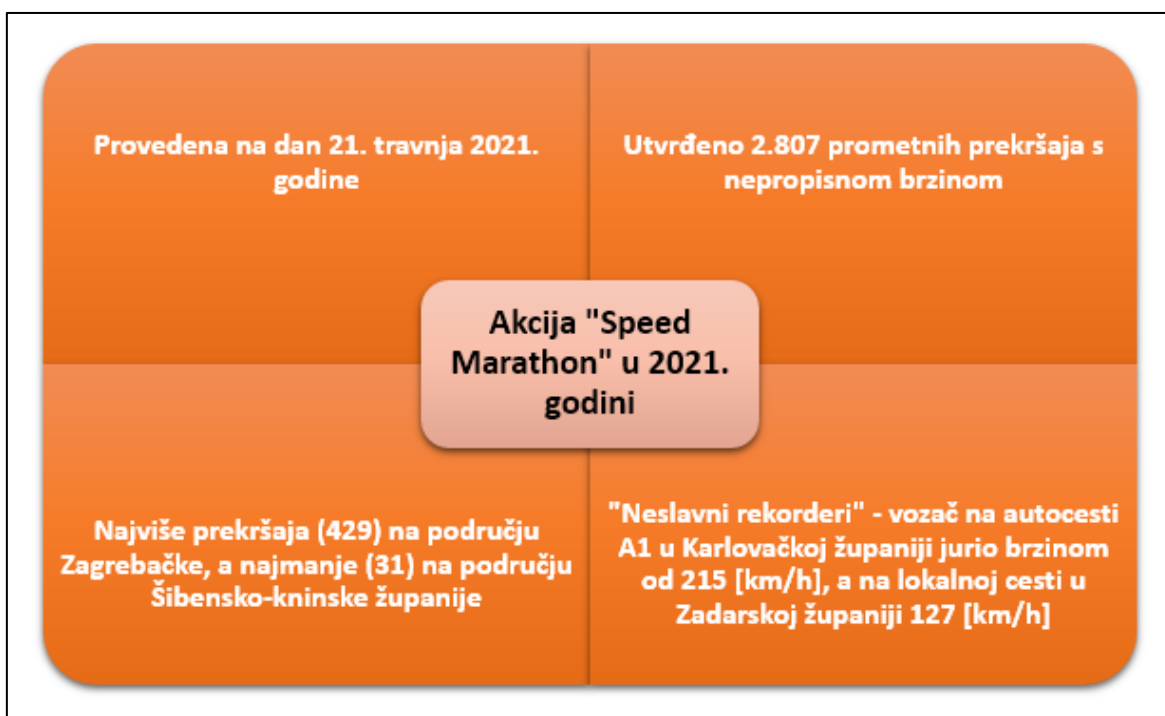 Provedena na dan 21. travnja 2021.
godine
Utvrđeno 2.807 prometnih prekršaja s
nepropisnom brzinom
Akcija "Speed
Marathon" u 2021.
godini
Najviše prekršaja (429) na području
Zagrebačke, a najmanje (31) na području
Šibensko-kninske županije
"Neslavni rekorderi" - vozač na autocesti
A1 u Karlovačkoj županiji jurio brzinom
od 215 [km/h], a na lokalnoj cesti u
Zadarskoj županiji 127 [km/h]